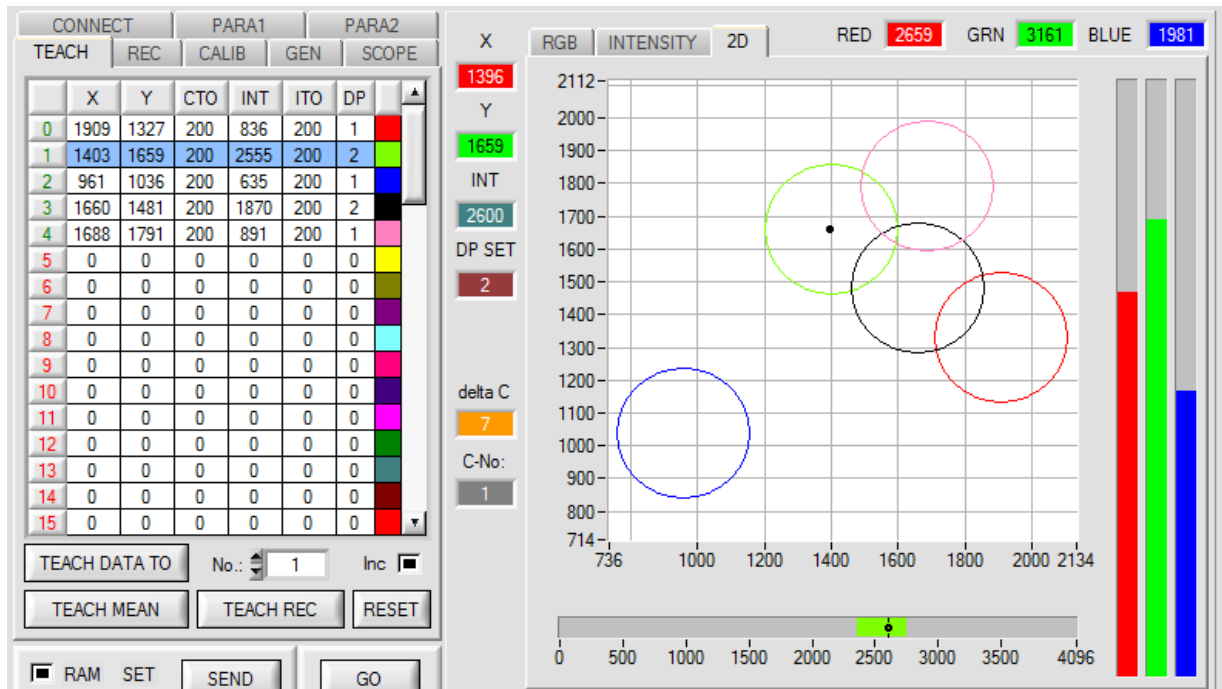 CONNECT PARA1 PARA2
TEACH REC CALIB GEN SCOPE
X Y CTO INT ITO DP
0 1909 1327 200 836 200 1
1 1403 1659 200 2555 200 2
2 961 1036 200 635 200 1
3 1660 1481 200 1870 200 2
4 1688 1791 200 891 200 1
5 0 0 0 0 0 0
6 0 0 0 0 0 0
7 0 0 0 0 0 0
8 0 0 0 0 0 0
9 0 0 0 0 0 0
10 0 0 0 0 0 0
11 0 0 0 0 0 0
12 0 0 0 0 0 0
13 0 0 0 0 0 0
14 0 0 0 0 0 0
15 0 0 0 0 0 0
TEACH DATA TO No.: 1 Inc
TEACH MEAN TEACH REC RESET
RAM SET SEND GO
X
1396
Y
1659
INT
2600
DP SET
2
delta C
7
C-No:
1
RGB INTENSITY 2D RED 2659 GRN 3161 BLUE 1981
2112
2000
1900
1800
1700
1600
1500
1400
1300
1200
1100
1000
900
800
714
736 1000 1200 1400 1600 1800 2000 2134
0 500 1000 1500 2000 2500 3000 3500 4096